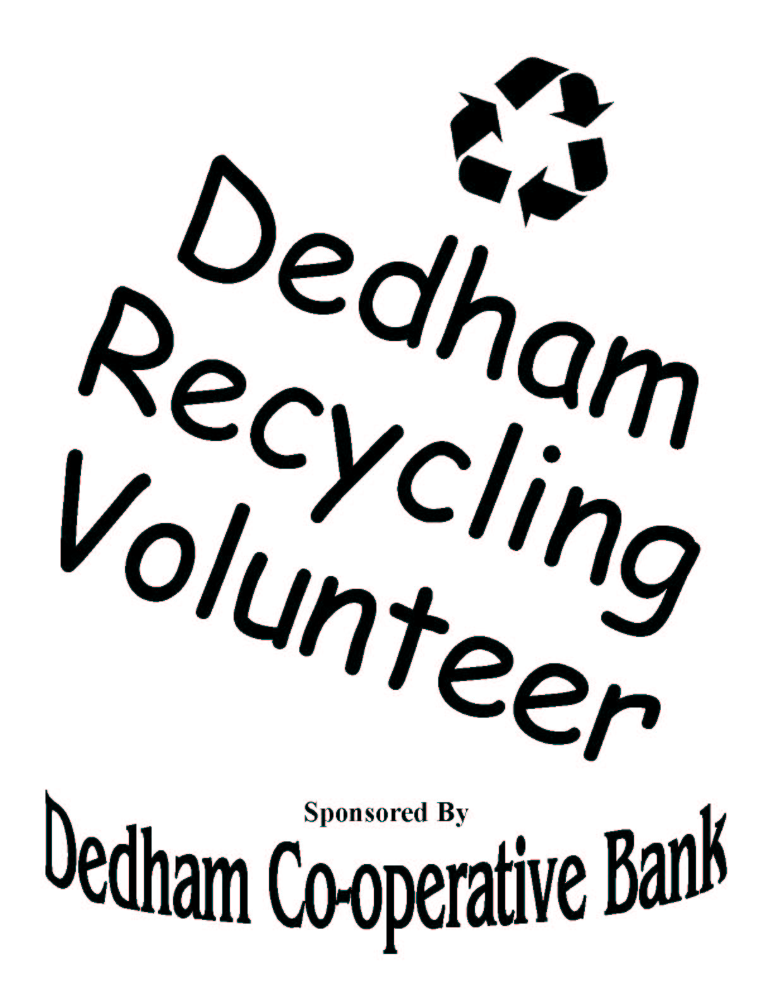 Dedham
Recycling
Volunteer
Sponsored By
Dedham Co-operative Bank